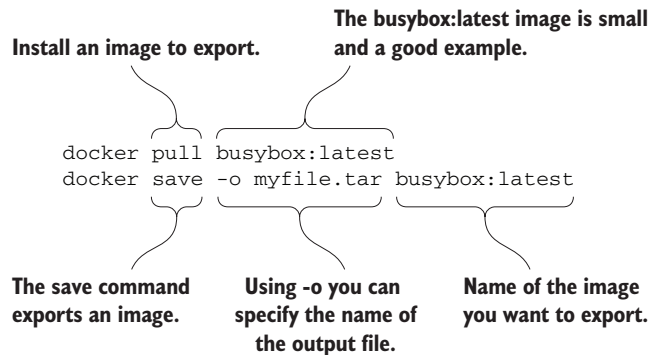 The busybox:latest image is small
and a good example.
Install an image to export.
docker pull busybox:latest
docker save -o myfile.tar busybox:latest
The save command
exports an image.
Using -o you can
specify the name of
the output file.
Name of the image
you want to export.